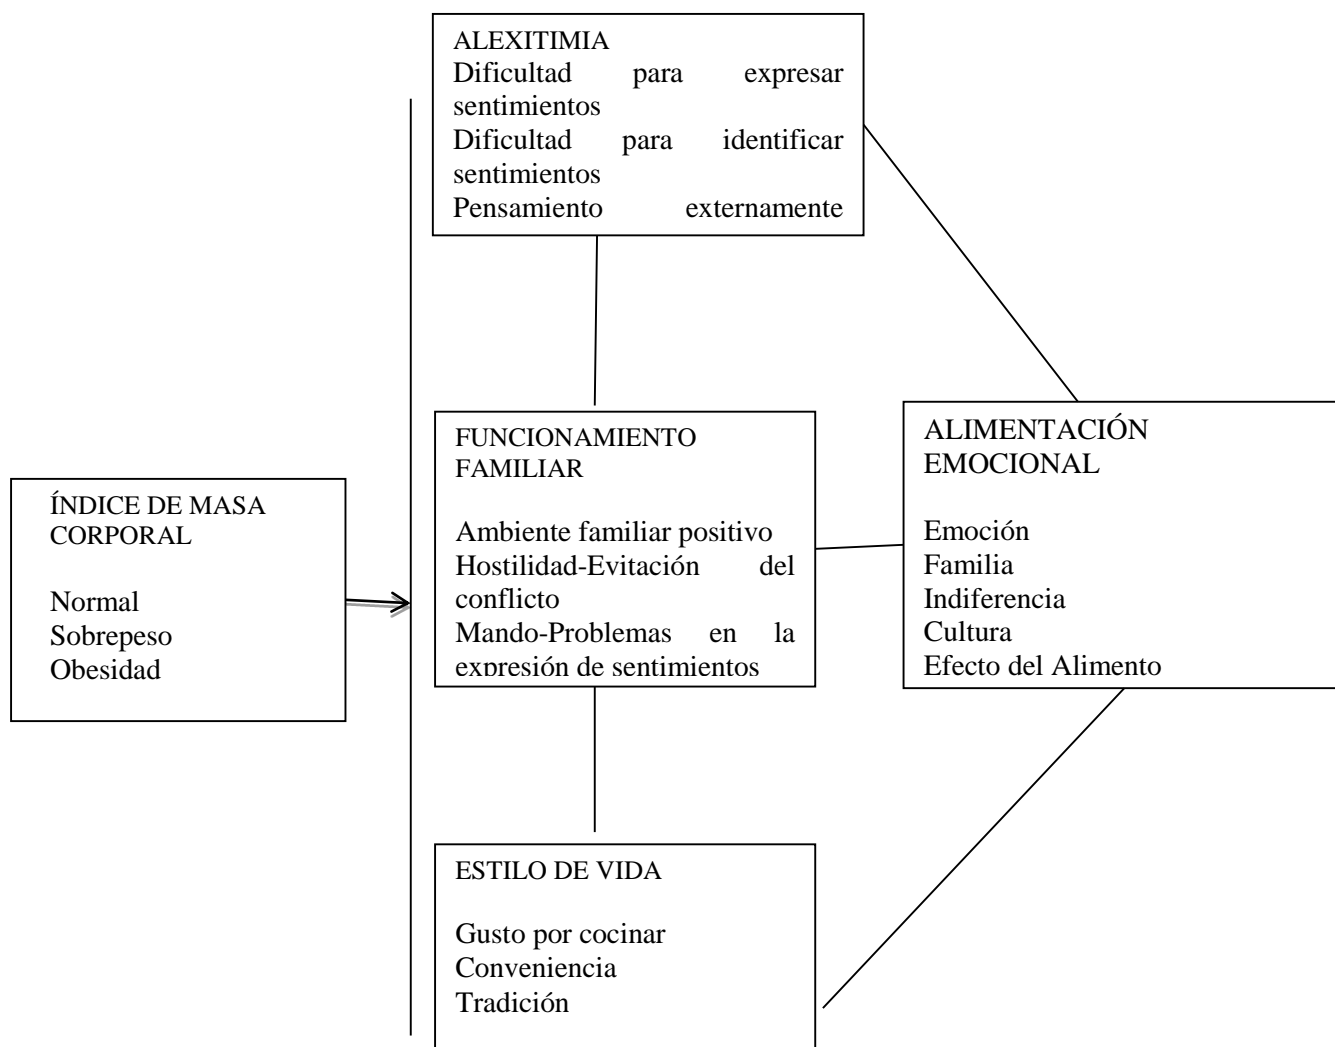 ALEXITIMIA
Dificultad para expresar
sentimientos
Dificultad para identificar
sentimientos
Pensamiento externamente
FUNCIONAMIENTO
FAMILIAR
Ambiente familiar positivo
Hostilidad-Evitación del
conflicto
Mando-Problemas en la
expresión de sentimientos
ALIMENTACIÓN
EMOCIONAL
Emoción
Familia
Indiferencia
Cultura
Efecto del Alimento
ÍNDICE DE MASA
CORPORAL
Normal
Sobrepeso
Obesidad
ESTILO DE VIDA
Gusto por cocinar
Conveniencia
Tradición